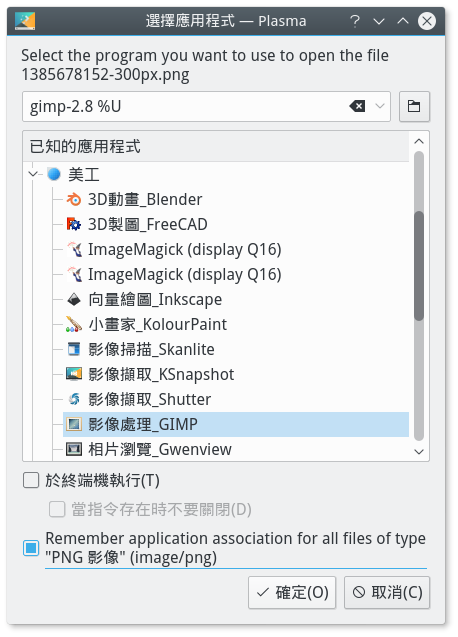 選擇應用程式 — Plasma
Select the program you want to use to open the file
1385678152-300px.png
gimp-2.8 %U
已知的應用程式
美工
3D動畫_Blender
3D製圖_FreeCAD
ImageMagick (display Q16)
ImageMagick (display Q16)
向量繪圖_Inkscape
小畫家_KolourPaint
影像掃描_Skanlite
影像擷取_KSnapshot
影像擷取_Shutter
影像處理_GIMP
相片瀏覽_Gwenview
於終端機執行(T)
當指令存在時不要關閉(D)
Remember application association for all files of type
"PNG 影像" (image/png)
確定(O)
取消(C)